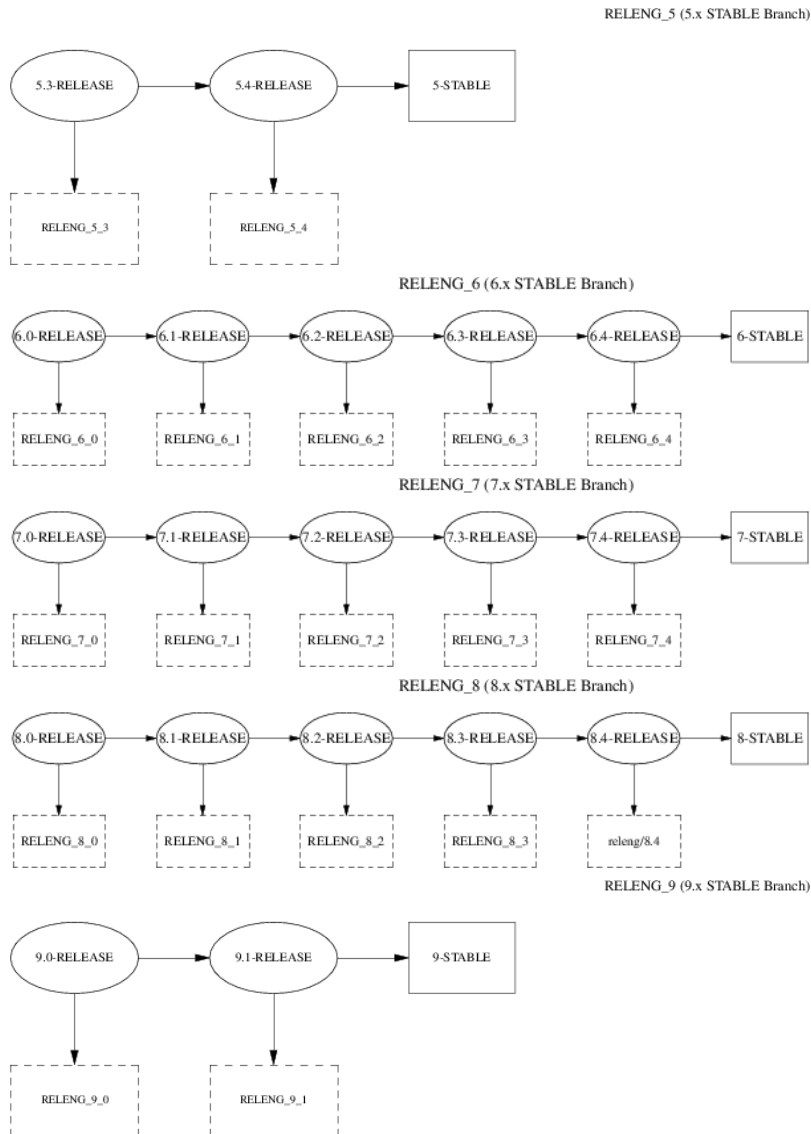 RELENG_5 (5.x STABLE Branch)
5.3-RELEASE
5.4-RELEASE
5-STABLE
RELENG_5_3
RELENG_5_4
RELENG_6 (6.x STABLE Branch)
6.0-RELEASE
6.1-RELEASE
6.2-RELEASE
6.3-RELEASE
6.4-RELEASE
6-STABLE
RELENG_6_0
RELENG_6_1
RELENG_6_2
RELENG_6_3
RELENG_6_4
RELENG_7 (7.x STABLE Branch)
7.0-RELEASE
7.1-RELEASE
7.2-RELEASE
7.3-RELEASE
7.4-RELEASE
7-STABLE
RELENG_7_0
RELENG_7_1
RELENG_7_2
RELENG_7_3
RELENG_7_4
RELENG_8 (8.x STABLE Branch)
8.0-RELEASE
8.1-RELEASE
8.2-RELEASE
8.3-RELEASE
8.4-RELEASE
8-STABLE
RELENG_8_0
RELENG_8_1
RELENG_8_2
RELENG_8_3
releng/8.4
RELENG_9 (9.x STABLE Branch)
9.0-RELEASE
9.1-RELEASE
9-STABLE
RELENG_9_0
RELENG_9_1